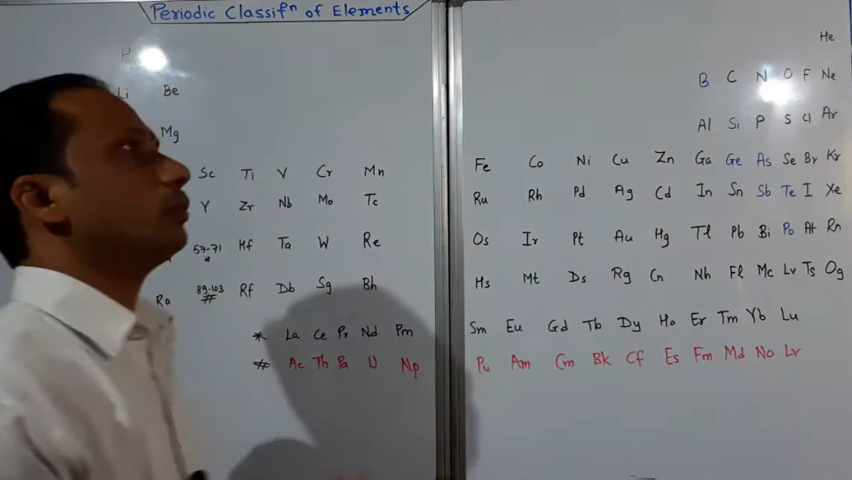 Periodic Classifⁿ of Elements
H He
Li Be B C N O F Ne
Mg Al Si P S Cl Ar
Sc Ti V Cr Mn Fe Co Ni Cu Zn Ga Ge As Se Br Kr
Y Zr Nb Mo Tc Ru Rh Pd Ag Cd In Sn Sb Te I Xe
57-71 * Hf Ta W Re Os Ir Pt Au Hg Tl Pb Bi Po At Rn
Ra 89-103 # Rf Db Sg Bh Hs Mt Ds Rg Cn Nh Fl Mc Lv Ts Og
* La Ce Pr Nd Pm Sm Eu Gd Tb Dy Ho Er Tm Yb Lu
# Ac Th Pa U Np Pu Am Cm Bk Cf Es Fm Md No Lr